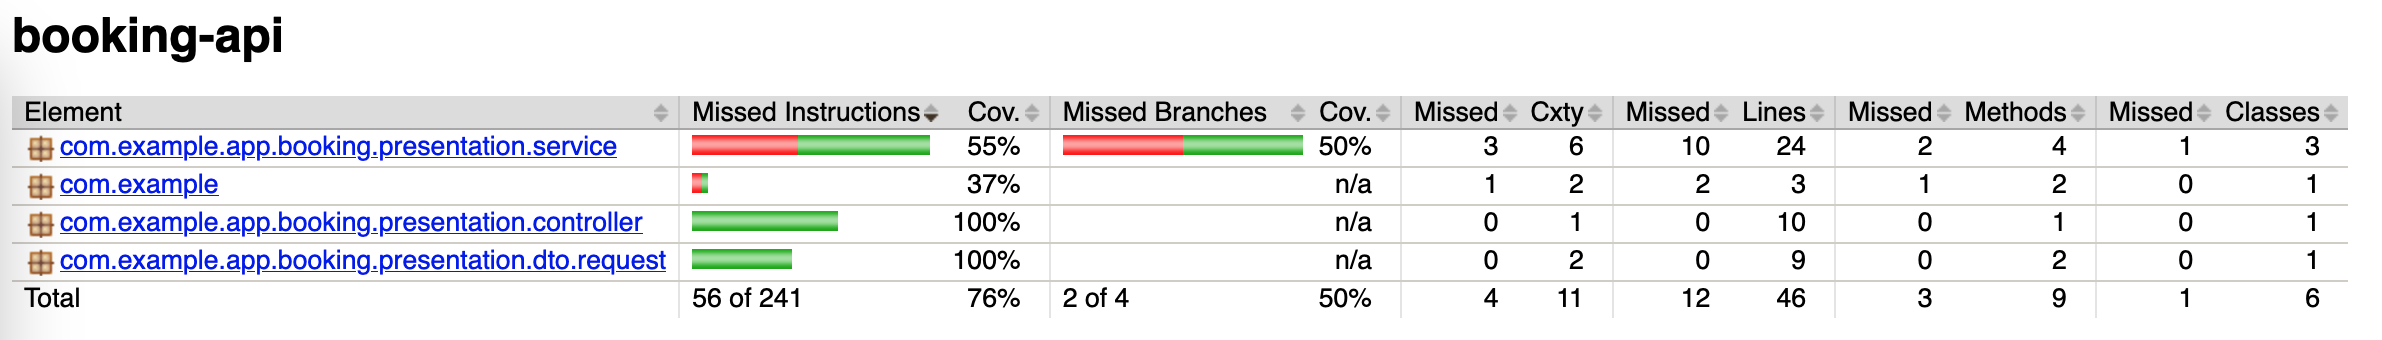 booking-api
Element Missed Instructions Cov. Missed Branches Cov. Missed Cxty Missed Lines Missed Methods Missed Classes
com.example.app.booking.presentation.service 55% 50% 3 6 10 24 2 4 1 3
com.example 37% n/a 1 2 2 3 1 2 0 1
com.example.app.booking.presentation.controller 100% n/a 0 1 0 10 0 1 0 1
com.example.app.booking.presentation.dto.request 100% n/a 0 2 0 9 0 2 0 1
Total 56 of 241 76% 2 of 4 50% 4 11 12 46 3 9 1 6